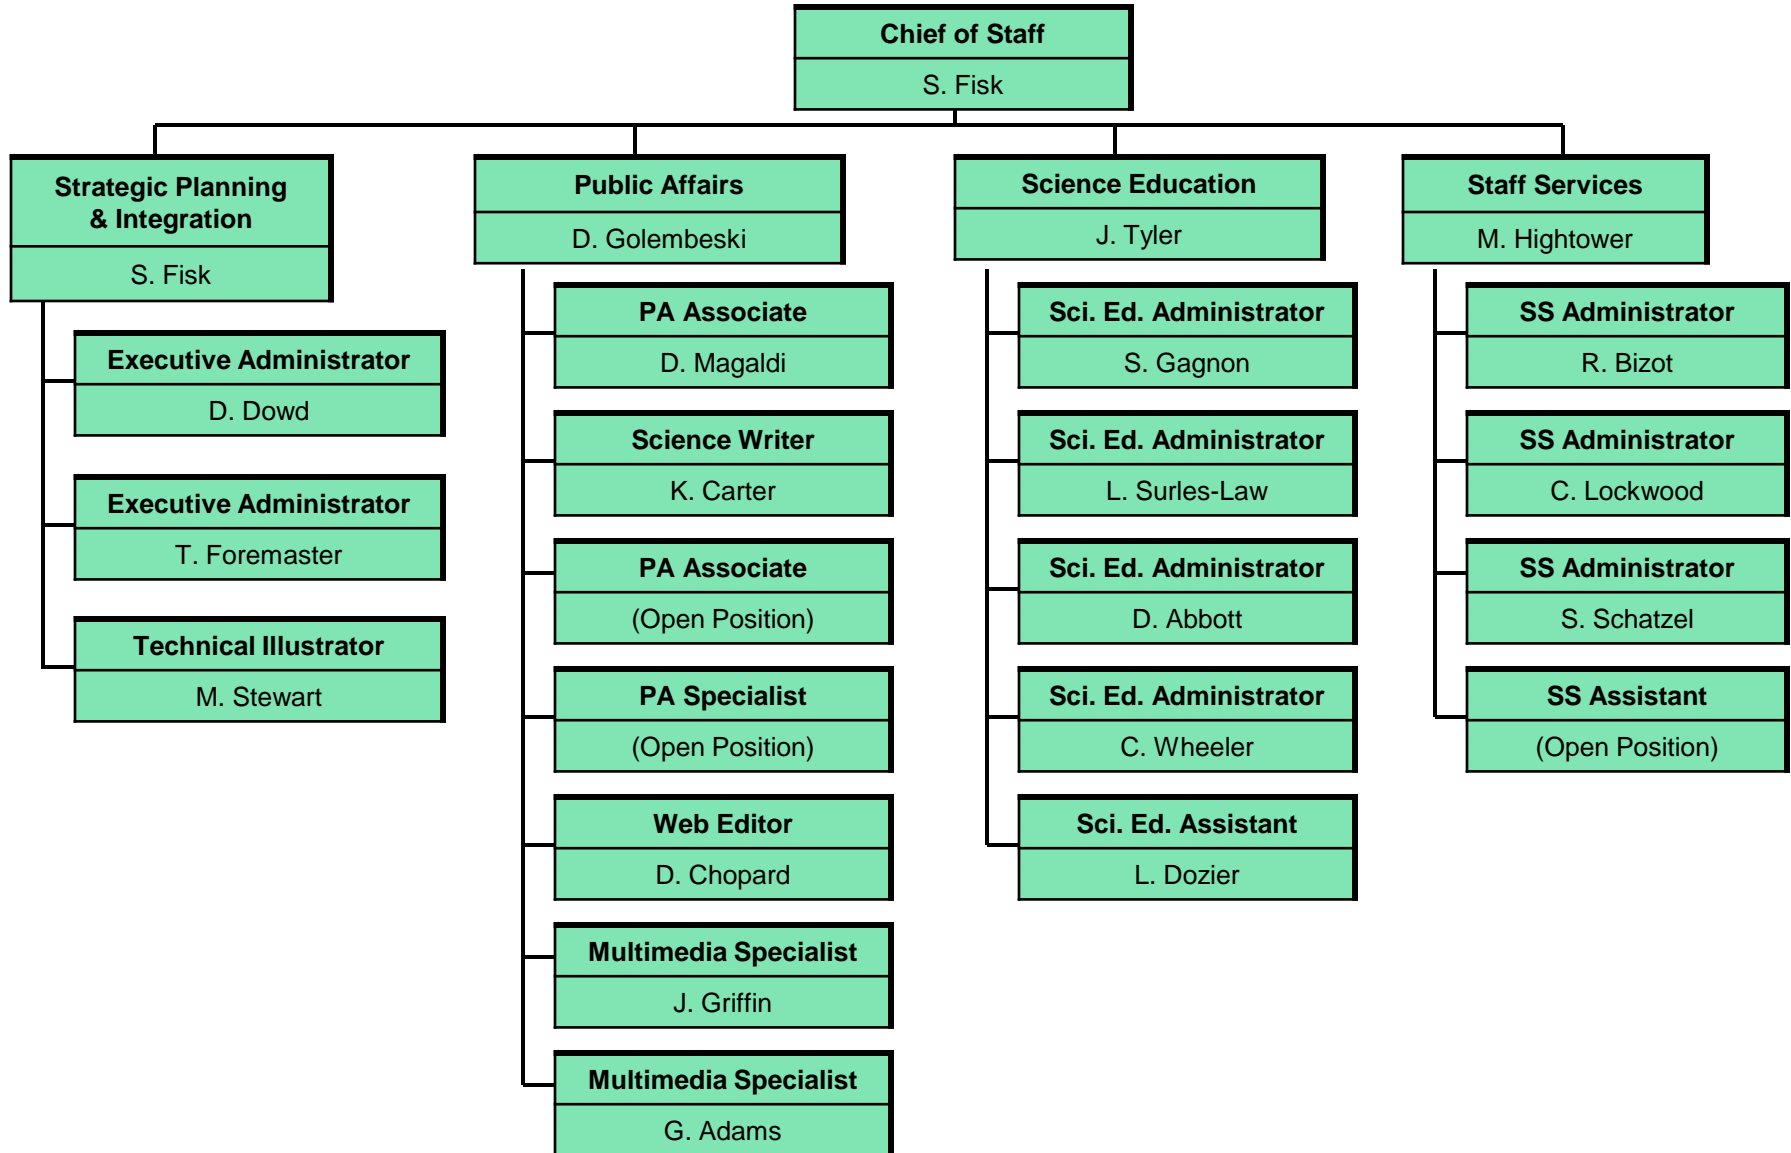 Chief of Staff
S. Fisk
Strategic Planning
& Integration
S. Fisk
Executive Administrator
D. Dowd
Executive Administrator
T. Foremaster
Technical Illustrator
M. Stewart
Public Affairs
D. Golembeski
PA Associate
D. Magaldi
Science Writer
K. Carter
PA Associate
(Open Position)
PA Specialist
(Open Position)
Web Editor
D. Chopard
Multimedia Specialist
J. Griffin
Multimedia Specialist
G. Adams
Science Education
J. Tyler
Sci. Ed. Administrator
S. Gagnon
Sci. Ed. Administrator
L. Surles-Law
Sci. Ed. Administrator
D. Abbott
Sci. Ed. Administrator
C. Wheeler
Sci. Ed. Assistant
L. Dozier
Staff Services
M. Hightower
SS Administrator
R. Bizot
SS Administrator
C. Lockwood
SS Administrator
S. Schatzel
SS Assistant
(Open Position)